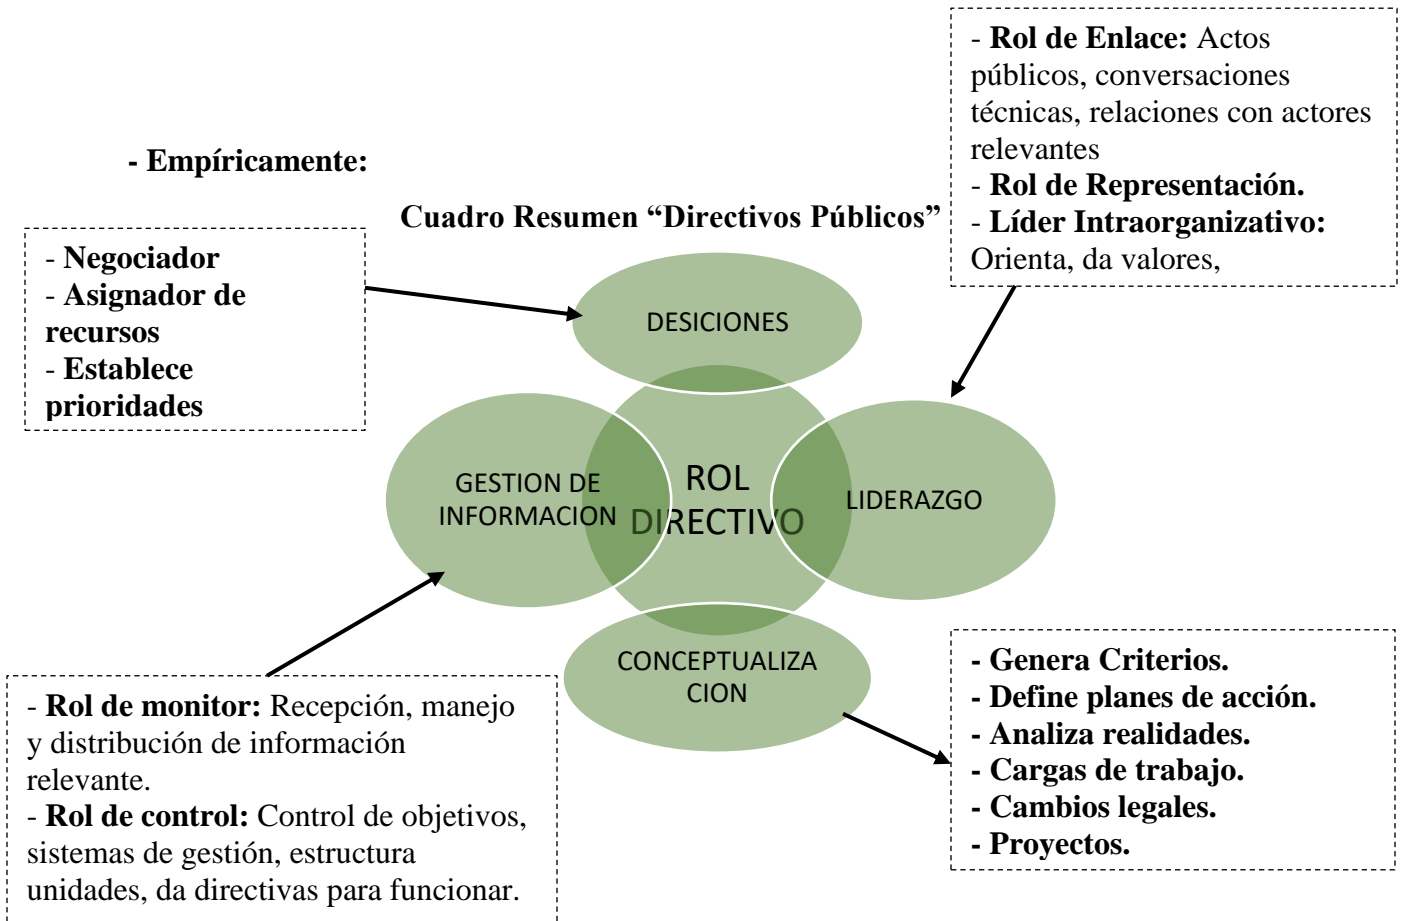 - Empíricamente:
Cuadro Resumen “Directivos Públicos”
- Negociador
- Asignador de
recursos
- Establece
prioridades
- Rol de Enlace: Actos
públicos, conversaciones
técnicas, relaciones con actores
relevantes
- Rol de Representación.
- Líder Intraorganizativo:
Orienta, da valores,
DESICIONES
GESTION DE
INFORMACION
ROL
DIRECTIVO
LIDERAZGO
CONCEPTUALIZA
CION
- Rol de monitor: Recepción, manejo
y distribución de información
relevante.
- Rol de control: Control de objetivos,
sistemas de gestión, estructura
unidades, da directivas para funcionar.
- Genera Criterios.
- Define planes de acción.
- Analiza realidades.
- Cargas de trabajo.
- Cambios legales.
- Proyectos.